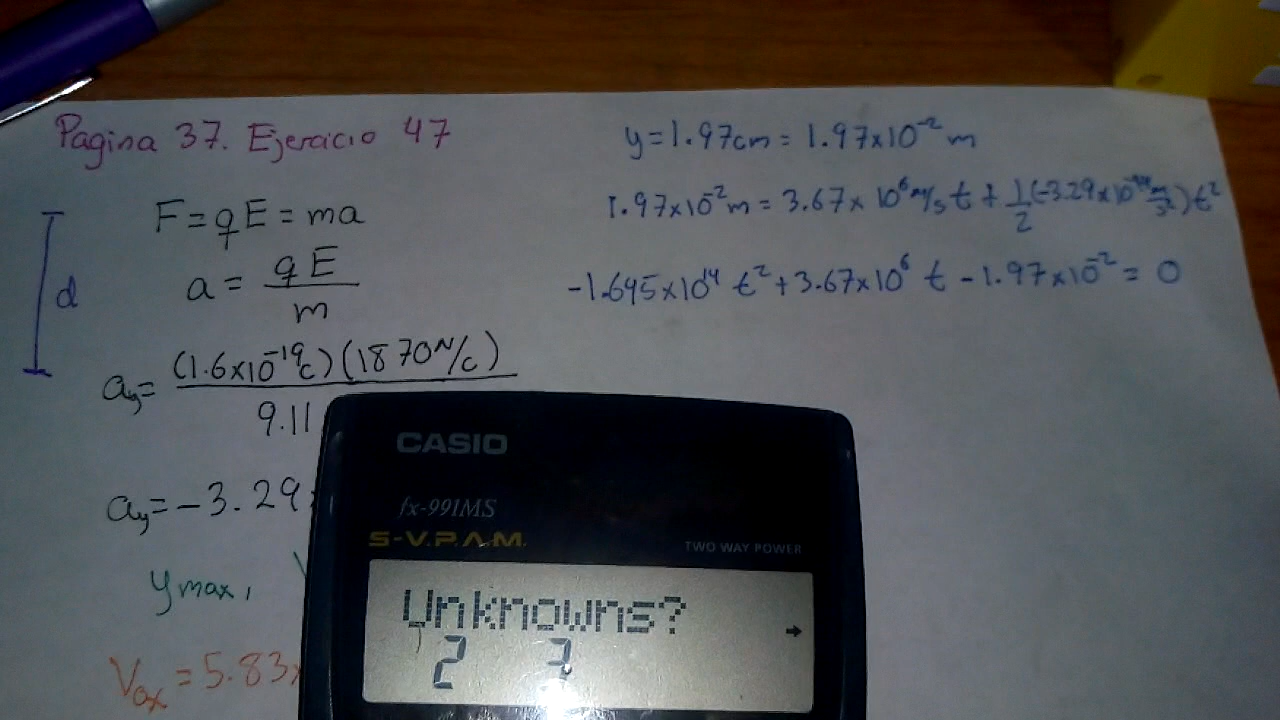 Pagina 37. Ejercicio 47
F=qE=ma
d
a = qE
m
ay= (1.6x10⁻¹⁹c)(1870N/c)
9.11
ay=-3.29
ymax,
Vox =5.83x
y=1.97cm=1.97x10⁻²m
1.97x10⁻²m=3.67x10⁶m/s t + 1/2(-3.29x10¹⁴m/s²)t²
-1.645x10¹⁴ t²+3.67x10⁶ t -1.97x10⁻²=0
CASIO
fx-991MS
S-V.P.A.M.
TWO WAY POWER
Unknowns?
2 3